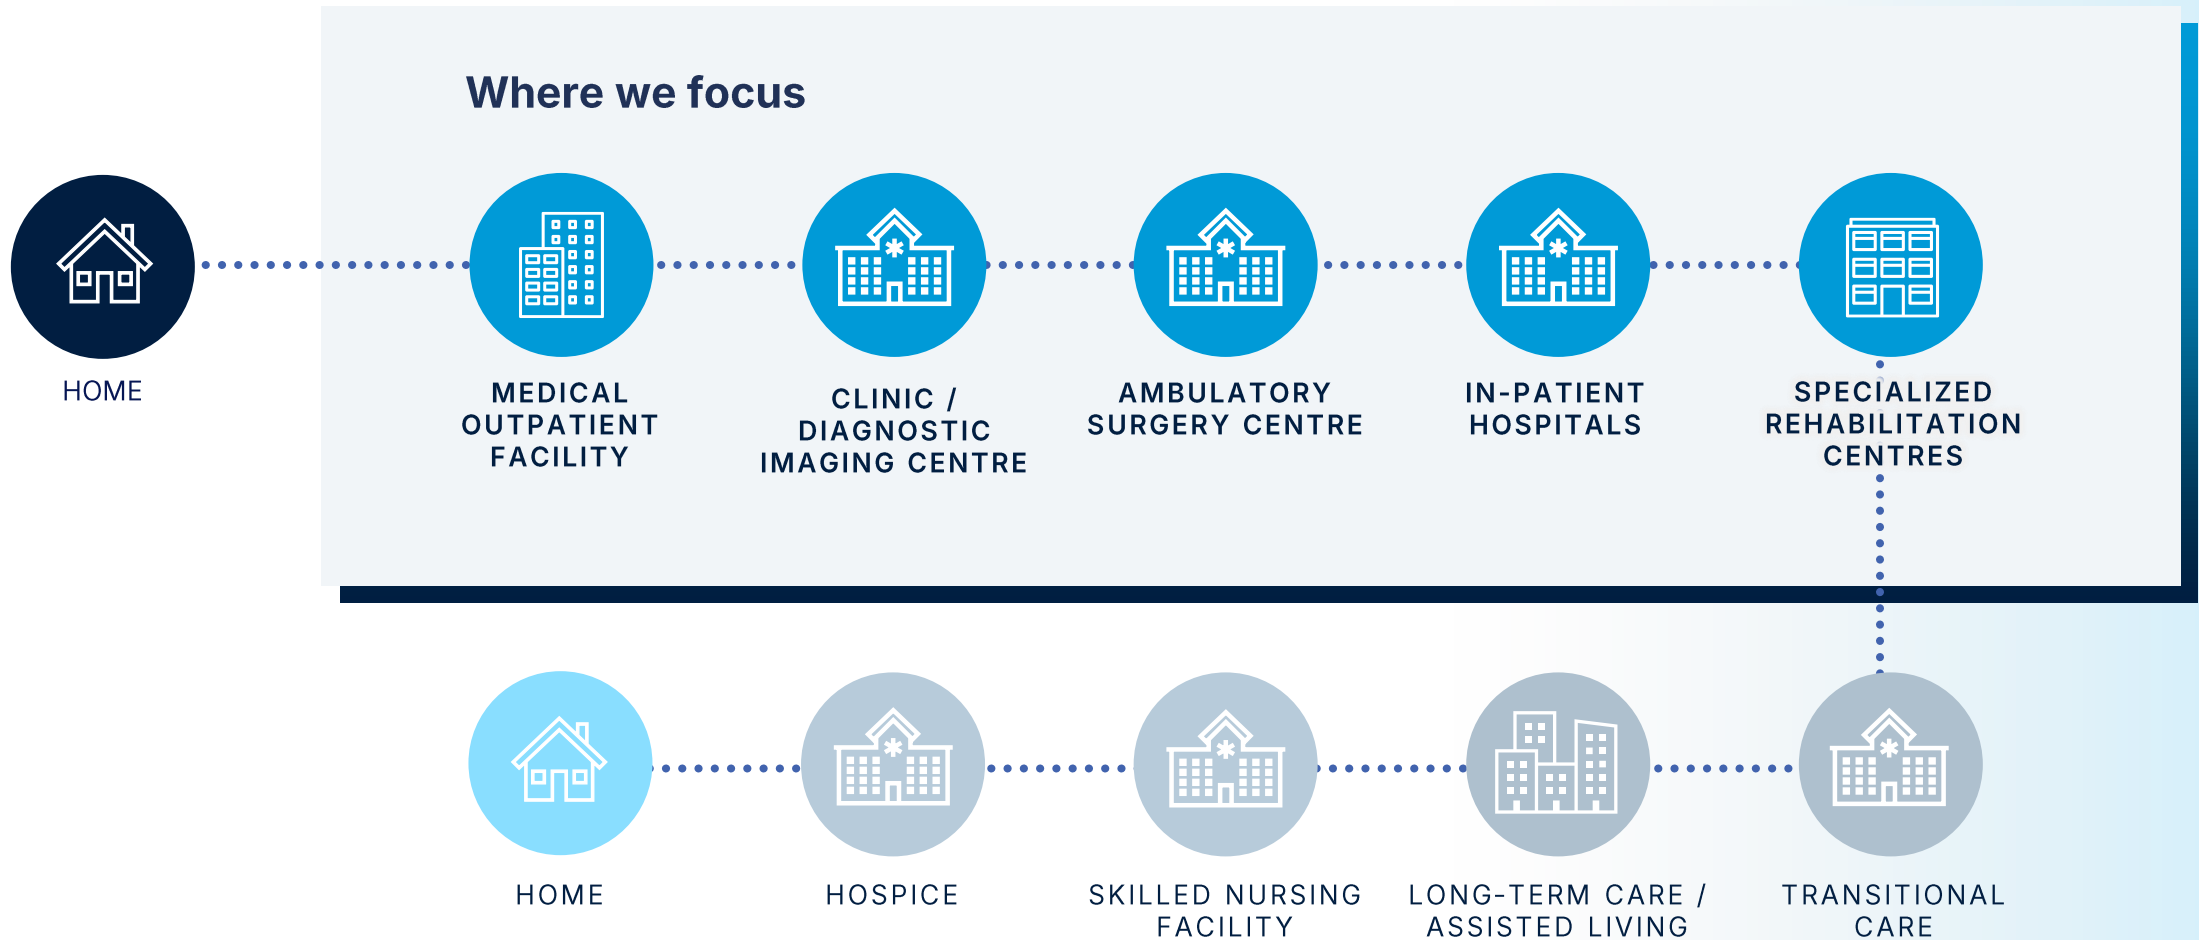 Where we focus
HOME
MEDICAL
OUTPATIENT
FACILITY
CLINIC /
DIAGNOSTIC
IMAGING CENTRE
AMBULATORY
SURGERY CENTRE
IN-PATIENT
HOSPITALS
SPECIALIZED
REHABILITATION
CENTRES
HOME
HOSPICE
SKILLED NURSING
FACILITY
LONG-TERM CARE /
ASSISTED LIVING
TRANSITIONAL
CARE